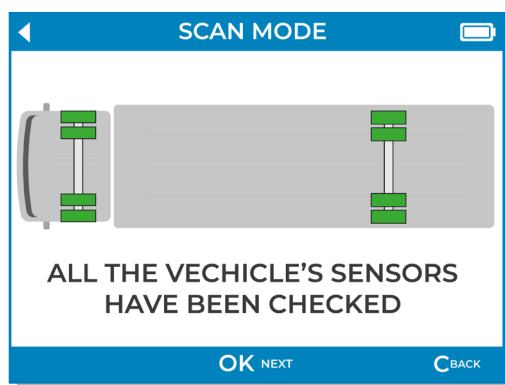 SCAN MODE
ALL THE VECHICLE'S SENSORS
HAVE BEEN CHECKED
OK NEXT
C BACK